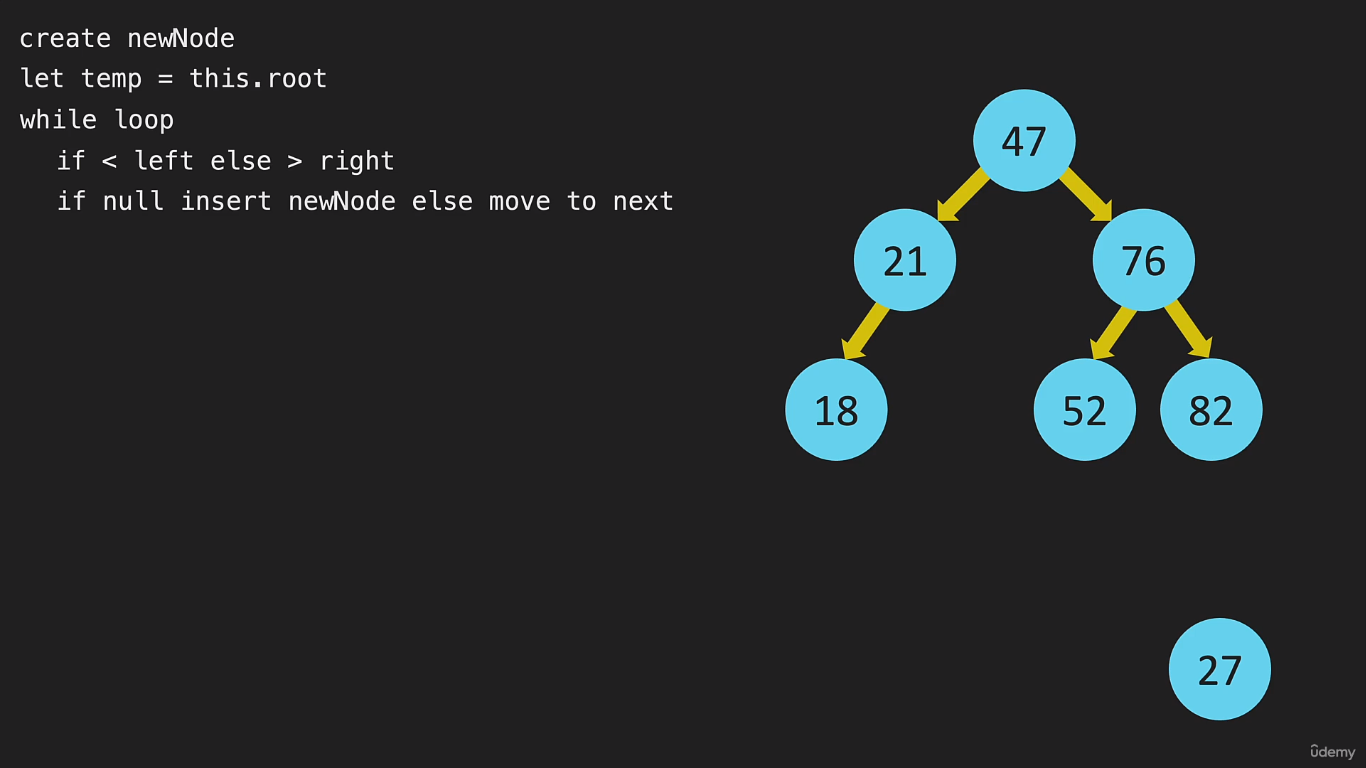 create newNode
let temp = this.root
while loop
if < left else > right
if null insert newNode else move to next
47
21
76
18
52
82
27
ûdemy